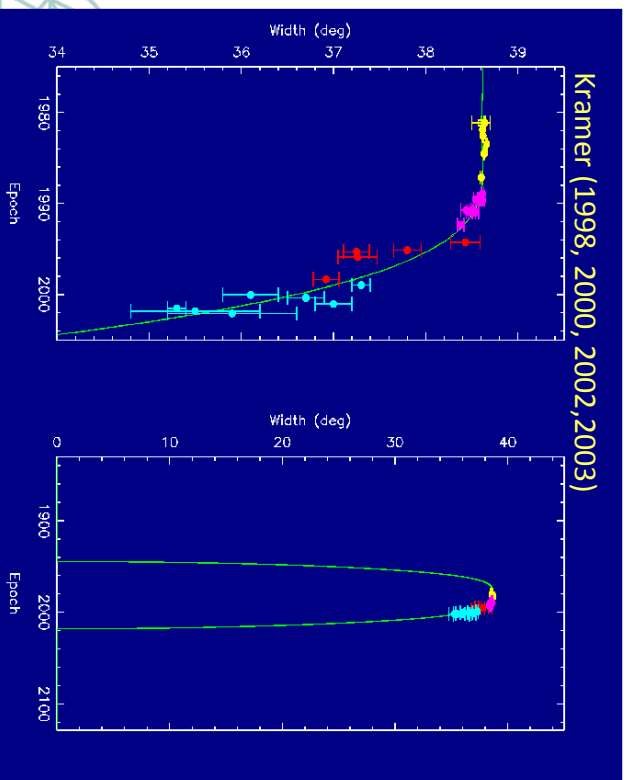 Kramer (1998, 2000, 2002,2003)
Width (deg)
34 35 36 37 38 39
1980
1990
2000
Epoch
Width (deg)
0 10 20 30 40
1900
2000
2100
Epoch